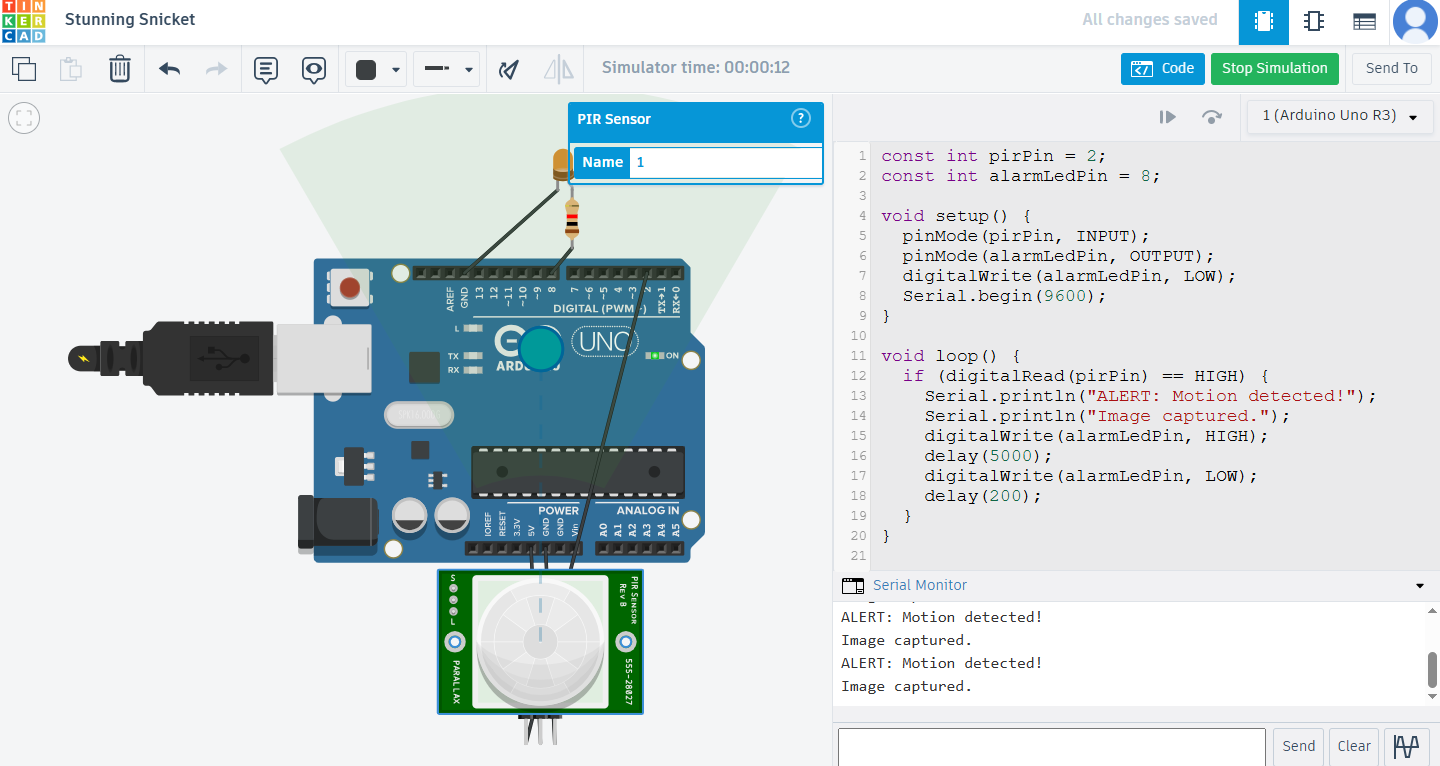 TIN
KER
CAD
Stunning Snicket
All changes saved
Simulator time: 00:00:12
Code
Stop Simulation
Send To
PIR Sensor
?
Name 1
1 (Arduino Uno R3)
AREF
GND
13
12
~11
~10
~9
8
7
~6
~5
4
~3
2
TX→1
RX←0
DIGITAL (PWM~)
L
TX
RX
ARDUINO
UNO
ON
IOREF
RESET
3.3V
5V
GND
GND
Vin
POWER
ANALOG IN
A0
A1
A2
A3
A4
A5
S
L
PIR SENSOR
REV B
PARALLAX
555-28027
1 const int pirPin = 2;
2 const int alarmLedPin = 8;
3
4 void setup() {
5 pinMode(pirPin, INPUT);
6 pinMode(alarmLedPin, OUTPUT);
7 digitalWrite(alarmLedPin, LOW);
8 Serial.begin(9600);
9 }
10
11 void loop() {
12 if (digitalRead(pirPin) == HIGH) {
13 Serial.println("ALERT: Motion detected!");
14 Serial.println("Image captured.");
15 digitalWrite(alarmLedPin, HIGH);
16 delay(5000);
17 digitalWrite(alarmLedPin, LOW);
18 delay(200);
19 }
20 }
21
Serial Monitor
ALERT: Motion detected!
Image captured.
ALERT: Motion detected!
Image captured.
Send
Clear